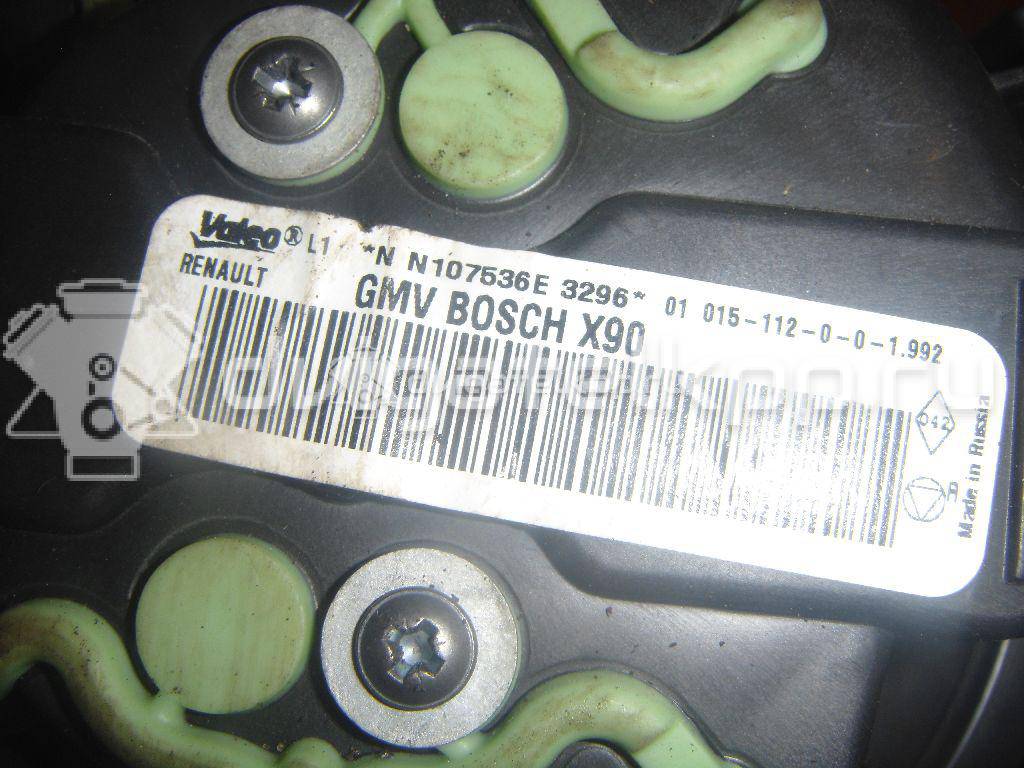 Valeo ® L1 *N N107536E 3296* 01 015-112-0-0-1.992
RENAULT GMV BOSCH X90
042
A
Made in Russia